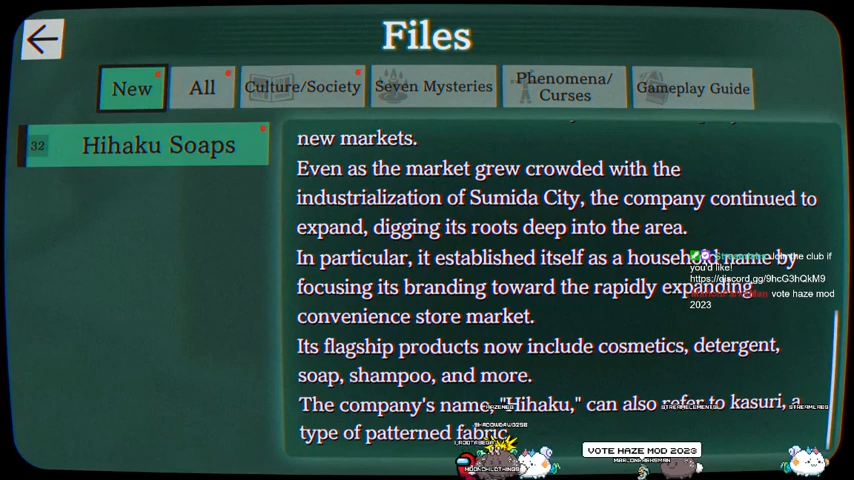 Files
New
All
Culture/Society
Seven Mysteries
Phenomena/
Curses
Gameplay Guide
32
Hihaku Soaps
new markets.
Even as the market grew crowded with the
industrialization of Sumida City, the company continued to
expand, digging its roots deep into the area.
In particular, it established itself as a household name by
focusing its branding toward the rapidly expanding
convenience store market.
Its flagship products now include cosmetics, detergent,
soap, shampoo, and more.
The company's name, "Hihaku," can also refer to kasuri, a
type of patterned fabric.
Join the club if
you'd like!
https://discord.gg/9hcG3hQkM9
vote haze mod
2023
STREAMELEMENTS
STREAMLABS
VOTE HAZE MOD 2023